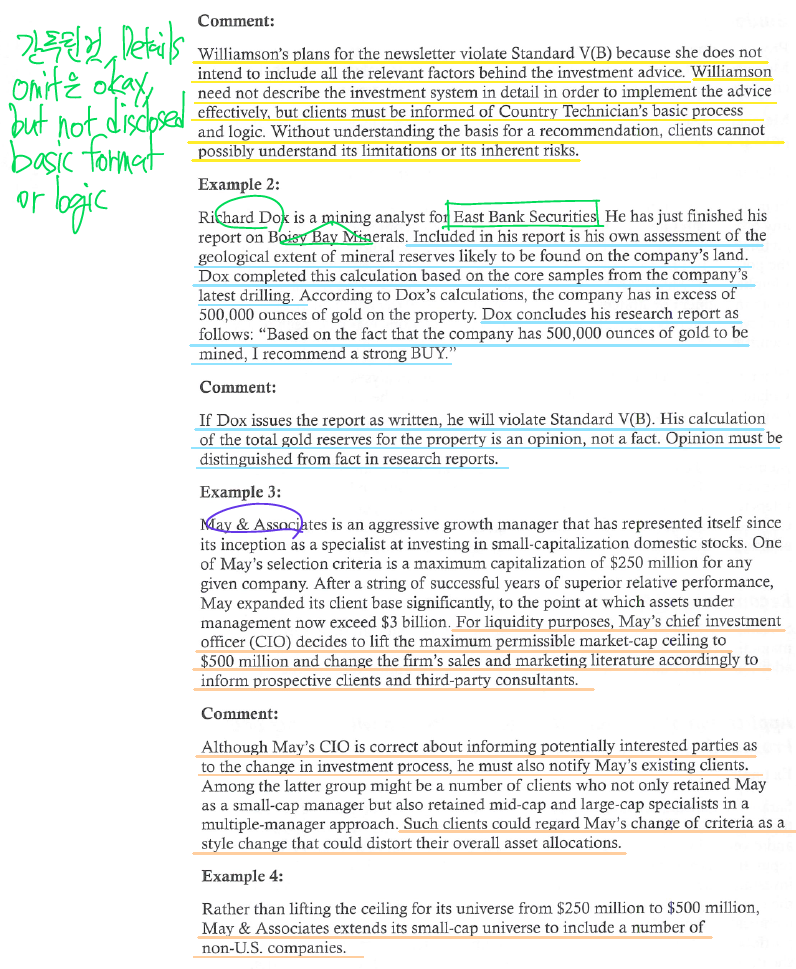 간독된건 Details
omit은 okay,
but not disclosed
basic format
or logic
Comment:
Williamson's plans for the newsletter violate Standard V(B) because she does not
intend to include all the relevant factors behind the investment advice. Williamson
need not describe the investment system in detail in order to implement the advice
effectively, but clients must be informed of Country Technician's basic process
and logic. Without understanding the basis for a recommendation, clients cannot
possibly understand its limitations or its inherent risks.
Example 2:
Richard Dox is a mining analyst for East Bank Securities. He has just finished his
report on Boisy Bay Minerals. Included in his report is his own assessment of the
geological extent of mineral reserves likely to be found on the company's land.
Dox completed this calculation based on the core samples from the company's
latest drilling. According to Dox's calculations, the company has in excess of
500,000 ounces of gold on the property. Dox concludes his research report as
follows: “Based on the fact that the company has 500,000 ounces of gold to be
mined, I recommend a strong BUY.”
Comment:
If Dox issues the report as written, he will violate Standard V(B). His calculation
of the total gold reserves for the property is an opinion, not a fact. Opinion must be
distinguished from fact in research reports.
Example 3:
May & Associates is an aggressive growth manager that has represented itself since
its inception as a specialist at investing in small-capitalization domestic stocks. One
of May's selection criteria is a maximum capitalization of $250 million for any
given company. After a string of successful years of superior relative performance,
May expanded its client base significantly, to the point at which assets under
management now exceed $3 billion. For liquidity purposes, May's chief investment
officer (CIO) decides to lift the maximum permissible market-cap ceiling to
$500 million and change the firm's sales and marketing literature accordingly to
inform prospective clients and third-party consultants.
Comment:
Although May's CIO is correct about informing potentially interested parties as
to the change in investment process, he must also notify May's existing clients.
Among the latter group might be a number of clients who not only retained May
as a small-cap manager but also retained mid-cap and large-cap specialists in a
multiple-manager approach. Such clients could regard May's change of criteria as a
style change that could distort their overall asset allocations.
Example 4:
Rather than lifting the ceiling for its universe from $250 million to $500 million,
May & Associates extends its small-cap universe to include a number of
non-U.S. companies.